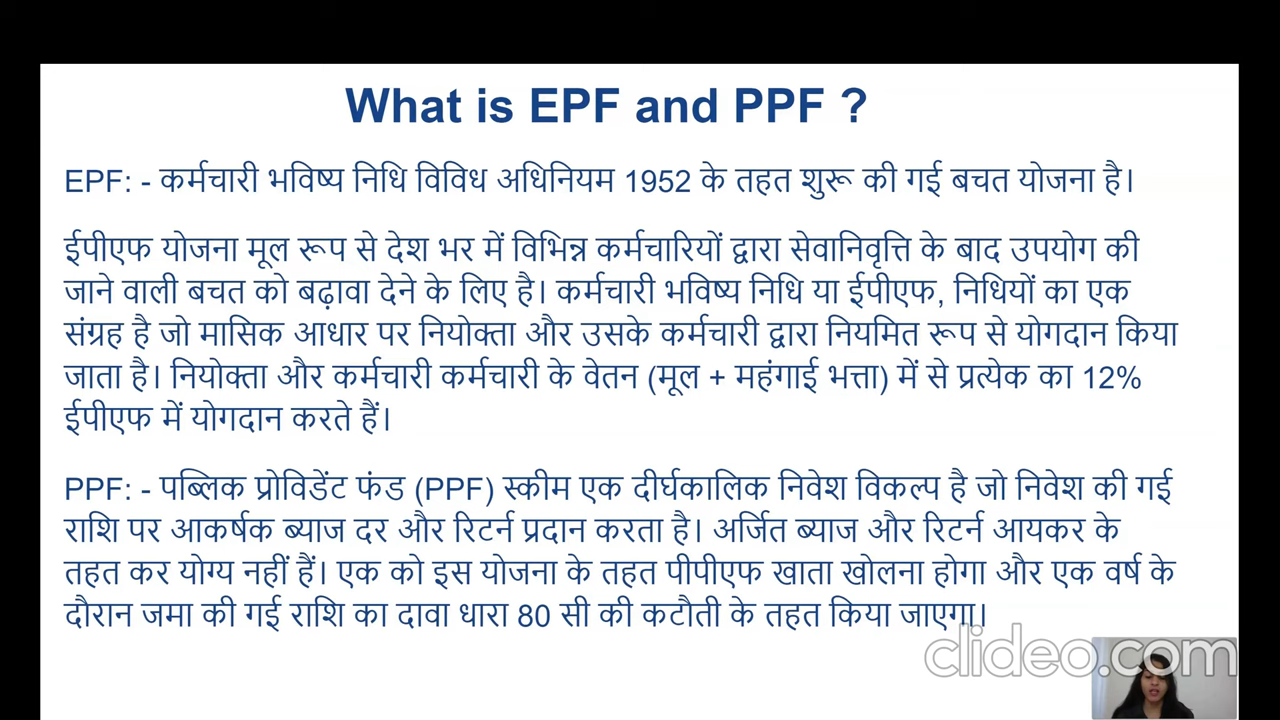 What is EPF and PPF ?
EPF: - कर्मचारी भविष्य निधि विविध अधिनियम 1952 के तहत शुरू की गई बचत योजना है।
ईपीएफ योजना मूल रूप से देश भर में विभिन्न कर्मचारियों द्वारा सेवानिवृत्ति के बाद उपयोग की
जाने वाली बचत को बढ़ावा देने के लिए है। कर्मचारी भविष्य निधि या ईपीएफ, निधियों का एक
संग्रह है जो मासिक आधार पर नियोक्ता और उसके कर्मचारी द्वारा नियमित रूप से योगदान किया
जाता है। नियोक्ता और कर्मचारी कर्मचारी के वेतन (मूल + महंगाई भत्ता) में से प्रत्येक का 12%
ईपीएफ में योगदान करते हैं।
PPF: - पब्लिक प्रोविडेंट फंड (PPF) स्कीम एक दीर्घकालिक निवेश विकल्प है जो निवेश की गई
राशि पर आकर्षक ब्याज दर और रिटर्न प्रदान करता है। अर्जित ब्याज और रिटर्न आयकर के
तहत कर योग्य नहीं हैं। एक को इस योजना के तहत पीपीएफ खाता खोलना होगा और एक वर्ष के
दौरान जमा की गई राशि का दावा धारा 80 सी की कटौती के तहत किया जाएगा।
clideo.com